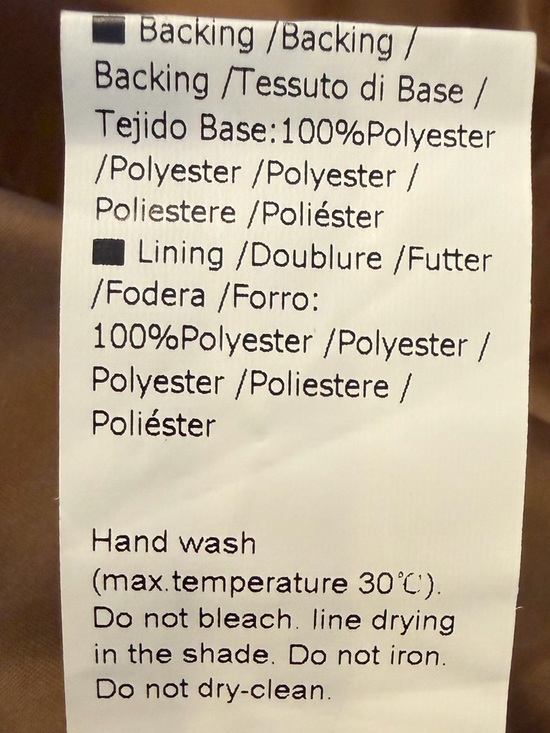 ■ Backing /Backing /
Backing /Tessuto di Base /
Tejido Base:100%Polyester
/Polyester /Polyester /
Poliestere /Poliéster
■ Lining /Doublure /Futter
/Fodera /Forro:
100%Polyester /Polyester /
Polyester /Poliestere /
Poliéster
Hand wash
(max.temperature 30℃).
Do not bleach. line drying
in the shade. Do not iron.
Do not dry-clean.